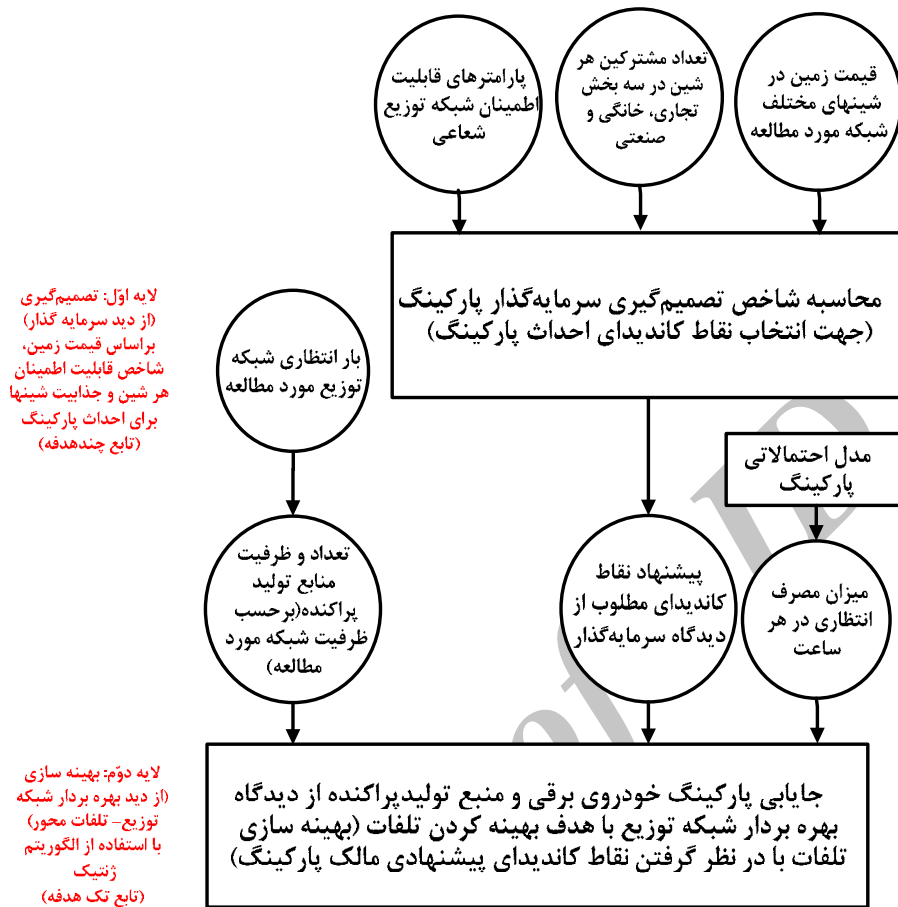 قیمت زمین در
شینهای مختلف
شبکه مورد مطالعه
تعداد مشترکین هر
شین در سه بخش
تجاری، خانگی و
صنعتی
پارامترهای قابلیت
اطمینان شبکه توزیع
شعاعی
محاسبه شاخص تصمیم‌گیری سرمایه‌گذار پارکینگ
(جهت انتخاب نقاط کاندیدای احداث پارکینگ)
بار انتظاری شبکه
توزیع مورد مطالعه
لایه اوّل: تصمیم‌گیری
(از دید سرمایه گذار)
براساس قیمت زمین،
شاخص قابلیت اطمینان
هر شین و جذابیت شینها
برای احداث پارکینگ
(تابع چندهدفه)
مدل احتمالاتی
پارکینگ
میزان مصرف
انتظاری در هر
ساعت
پیشنهاد نقاط
کاندیدای مطلوب از
دیدگاه سرمایه‌گذار
تعداد و ظرفیت
منابع تولید
پراکنده(برحسب
ظرفیت شبکه مورد
مطالعه)
جایابی پارکینگ خودروی برقی و منبع تولیدپراکنده از دیدگاه
بهره بردار شبکه توزیع با هدف بهینه کردن تلفات (بهینه سازی
تلفات با در نظر گرفتن نقاط کاندیدای پیشنهادی مالک پارکینگ)
لایه دوّم: بهینه سازی
(از دید بهره بردار شبکه
توزیع– تلفات محور)
با استفاده از الگوریتم
ژنتیک
(تابع تک هدفه)